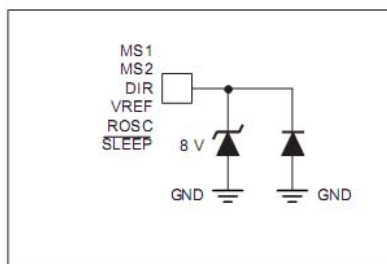 MS1
MS2
DIR
VREF
ROSC
SLEEP
8 V
GND
GND